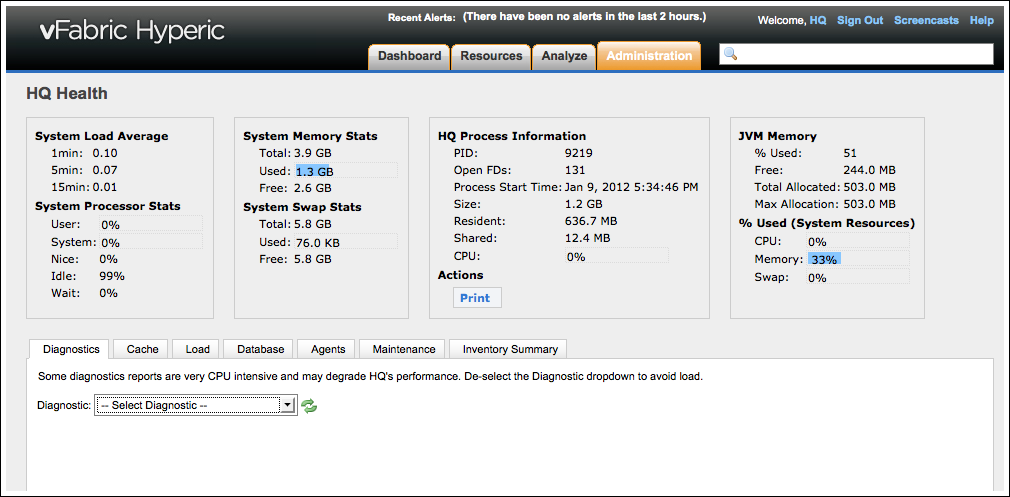 vFabric Hyperic
Recent Alerts: (There have been no alerts in the last 2 hours.)
Welcome, HQ Sign Out Screencasts Help
Dashboard Resources Analyze Administration
HQ Health
System Load Average
1min: 0.10
5min: 0.07
15min: 0.01
System Processor Stats
User: 0%
System: 0%
Nice: 0%
Idle: 99%
Wait: 0%
System Memory Stats
Total: 3.9 GB
Used: 1.3 GB
Free: 2.6 GB
System Swap Stats
Total: 5.8 GB
Used: 76.0 KB
Free: 5.8 GB
HQ Process Information
PID: 9219
Open FDs: 131
Process Start Time: Jan 9, 2012 5:34:46 PM
Size: 1.2 GB
Resident: 636.7 MB
Shared: 12.4 MB
CPU: 0%
Actions
Print
JVM Memory
% Used: 51
Free: 244.0 MB
Total Allocated: 503.0 MB
Max Allocation: 503.0 MB
% Used (System Resources)
CPU: 0%
Memory: 33%
Swap: 0%
Diagnostics Cache Load Database Agents Maintenance Inventory Summary
Some diagnostics reports are very CPU intensive and may degrade HQ's performance. De-select the Diagnostic dropdown to avoid load.
Diagnostic: -- Select Diagnostic --